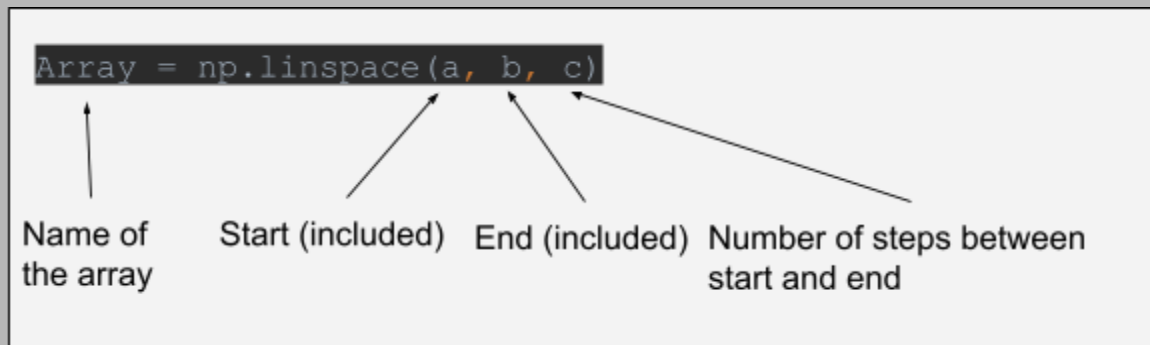 Array = np.linspace(a, b, c)
Name of
the array
Start (included)
End (included)
Number of steps between
start and end